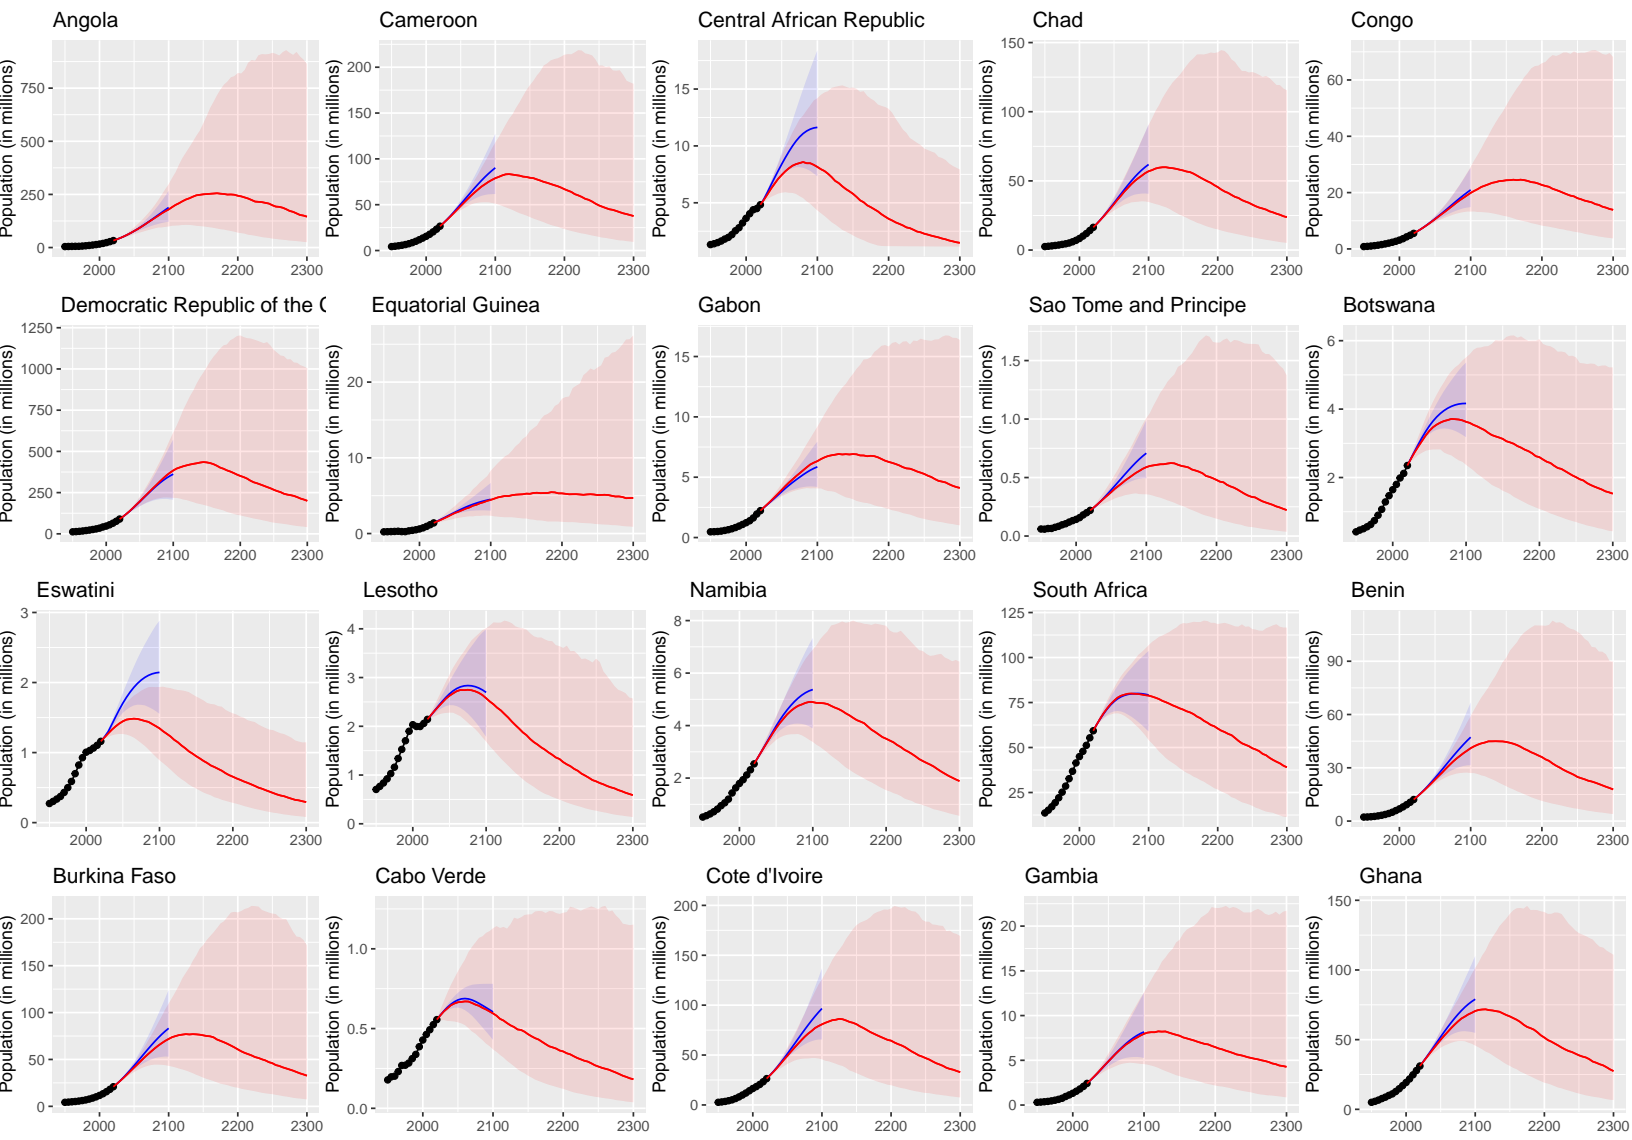 Angola
Cameroon
Central African Republic
Chad
Congo
Population (in millions)
750
500
250
0
2000 2100 2200 2300
Population (in millions)
200
150
100
50
0
2000 2100 2200 2300
Population (in millions)
15
10
5
2000 2100 2200 2300
Population (in millions)
150
100
50
0
2000 2100 2200 2300
Population (in millions)
60
40
20
0
2000 2100 2200 2300
Democratic Republic of the C
Equatorial Guinea
Gabon
Sao Tome and Principe
Botswana
Population (in millions)
1250
1000
750
500
250
0
2000 2100 2200 2300
Population (in millions)
20
10
0
2000 2100 2200 2300
Population (in millions)
15
10
5
0
2000 2100 2200 2300
Population (in millions)
1.5
1.0
0.5
0.0
2000 2100 2200 2300
Population (in millions)
6
4
2
2000 2100 2200 2300
Eswatini
Lesotho
Namibia
South Africa
Benin
Population (in millions)
3
2
1
0
2000 2100 2200 2300
Population (in millions)
4
3
2
1
0
2000 2100 2200 2300
Population (in millions)
8
6
4
2
2000 2100 2200 2300
Population (in millions)
125
100
75
50
25
2000 2100 2200 2300
Population (in millions)
90
60
30
0
2000 2100 2200 2300
Burkina Faso
Cabo Verde
Cote d'Ivoire
Gambia
Ghana
Population (in millions)
200
150
100
50
0
2000 2100 2200 2300
Population (in millions)
1.0
0.5
0.0
2000 2100 2200 2300
Population (in millions)
200
150
100
50
0
2000 2100 2200 2300
Population (in millions)
20
15
10
5
0
2000 2100 2200 2300
Population (in millions)
150
100
50
0
2000 2100 2200 2300